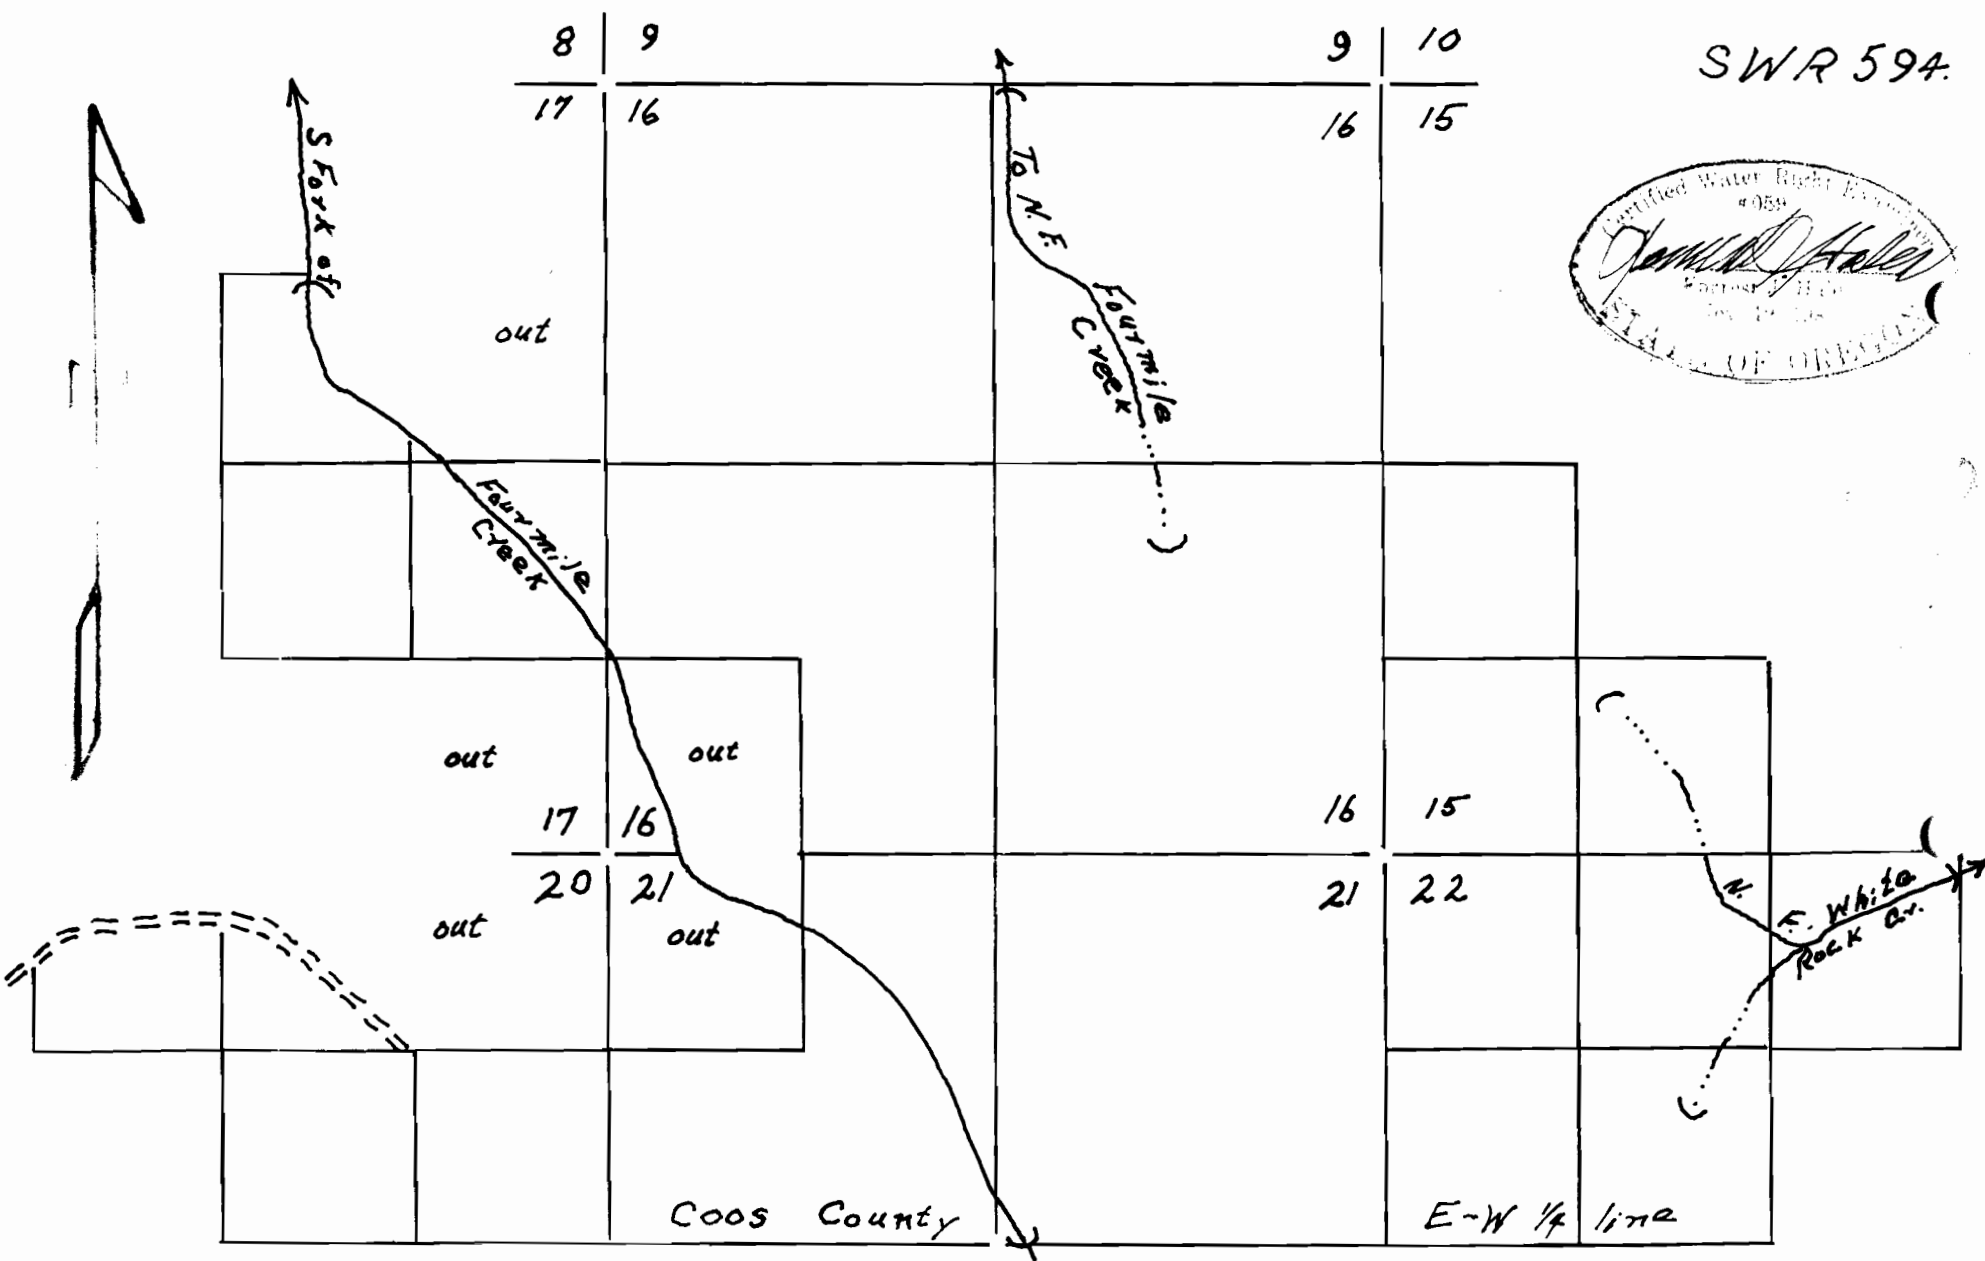 8 9
9 10
SWR 594.
17 16
16 15
S Fork of
To N.F.
Certified Water Right
#059
STATE OF OREGON
out
Fourmile
Creek
Fourmile
Creek
out
out
17 16
16 15
20 21
21 22
out
out
N. F. White
Rock Cr.
Coos County
E-W 1/4 line